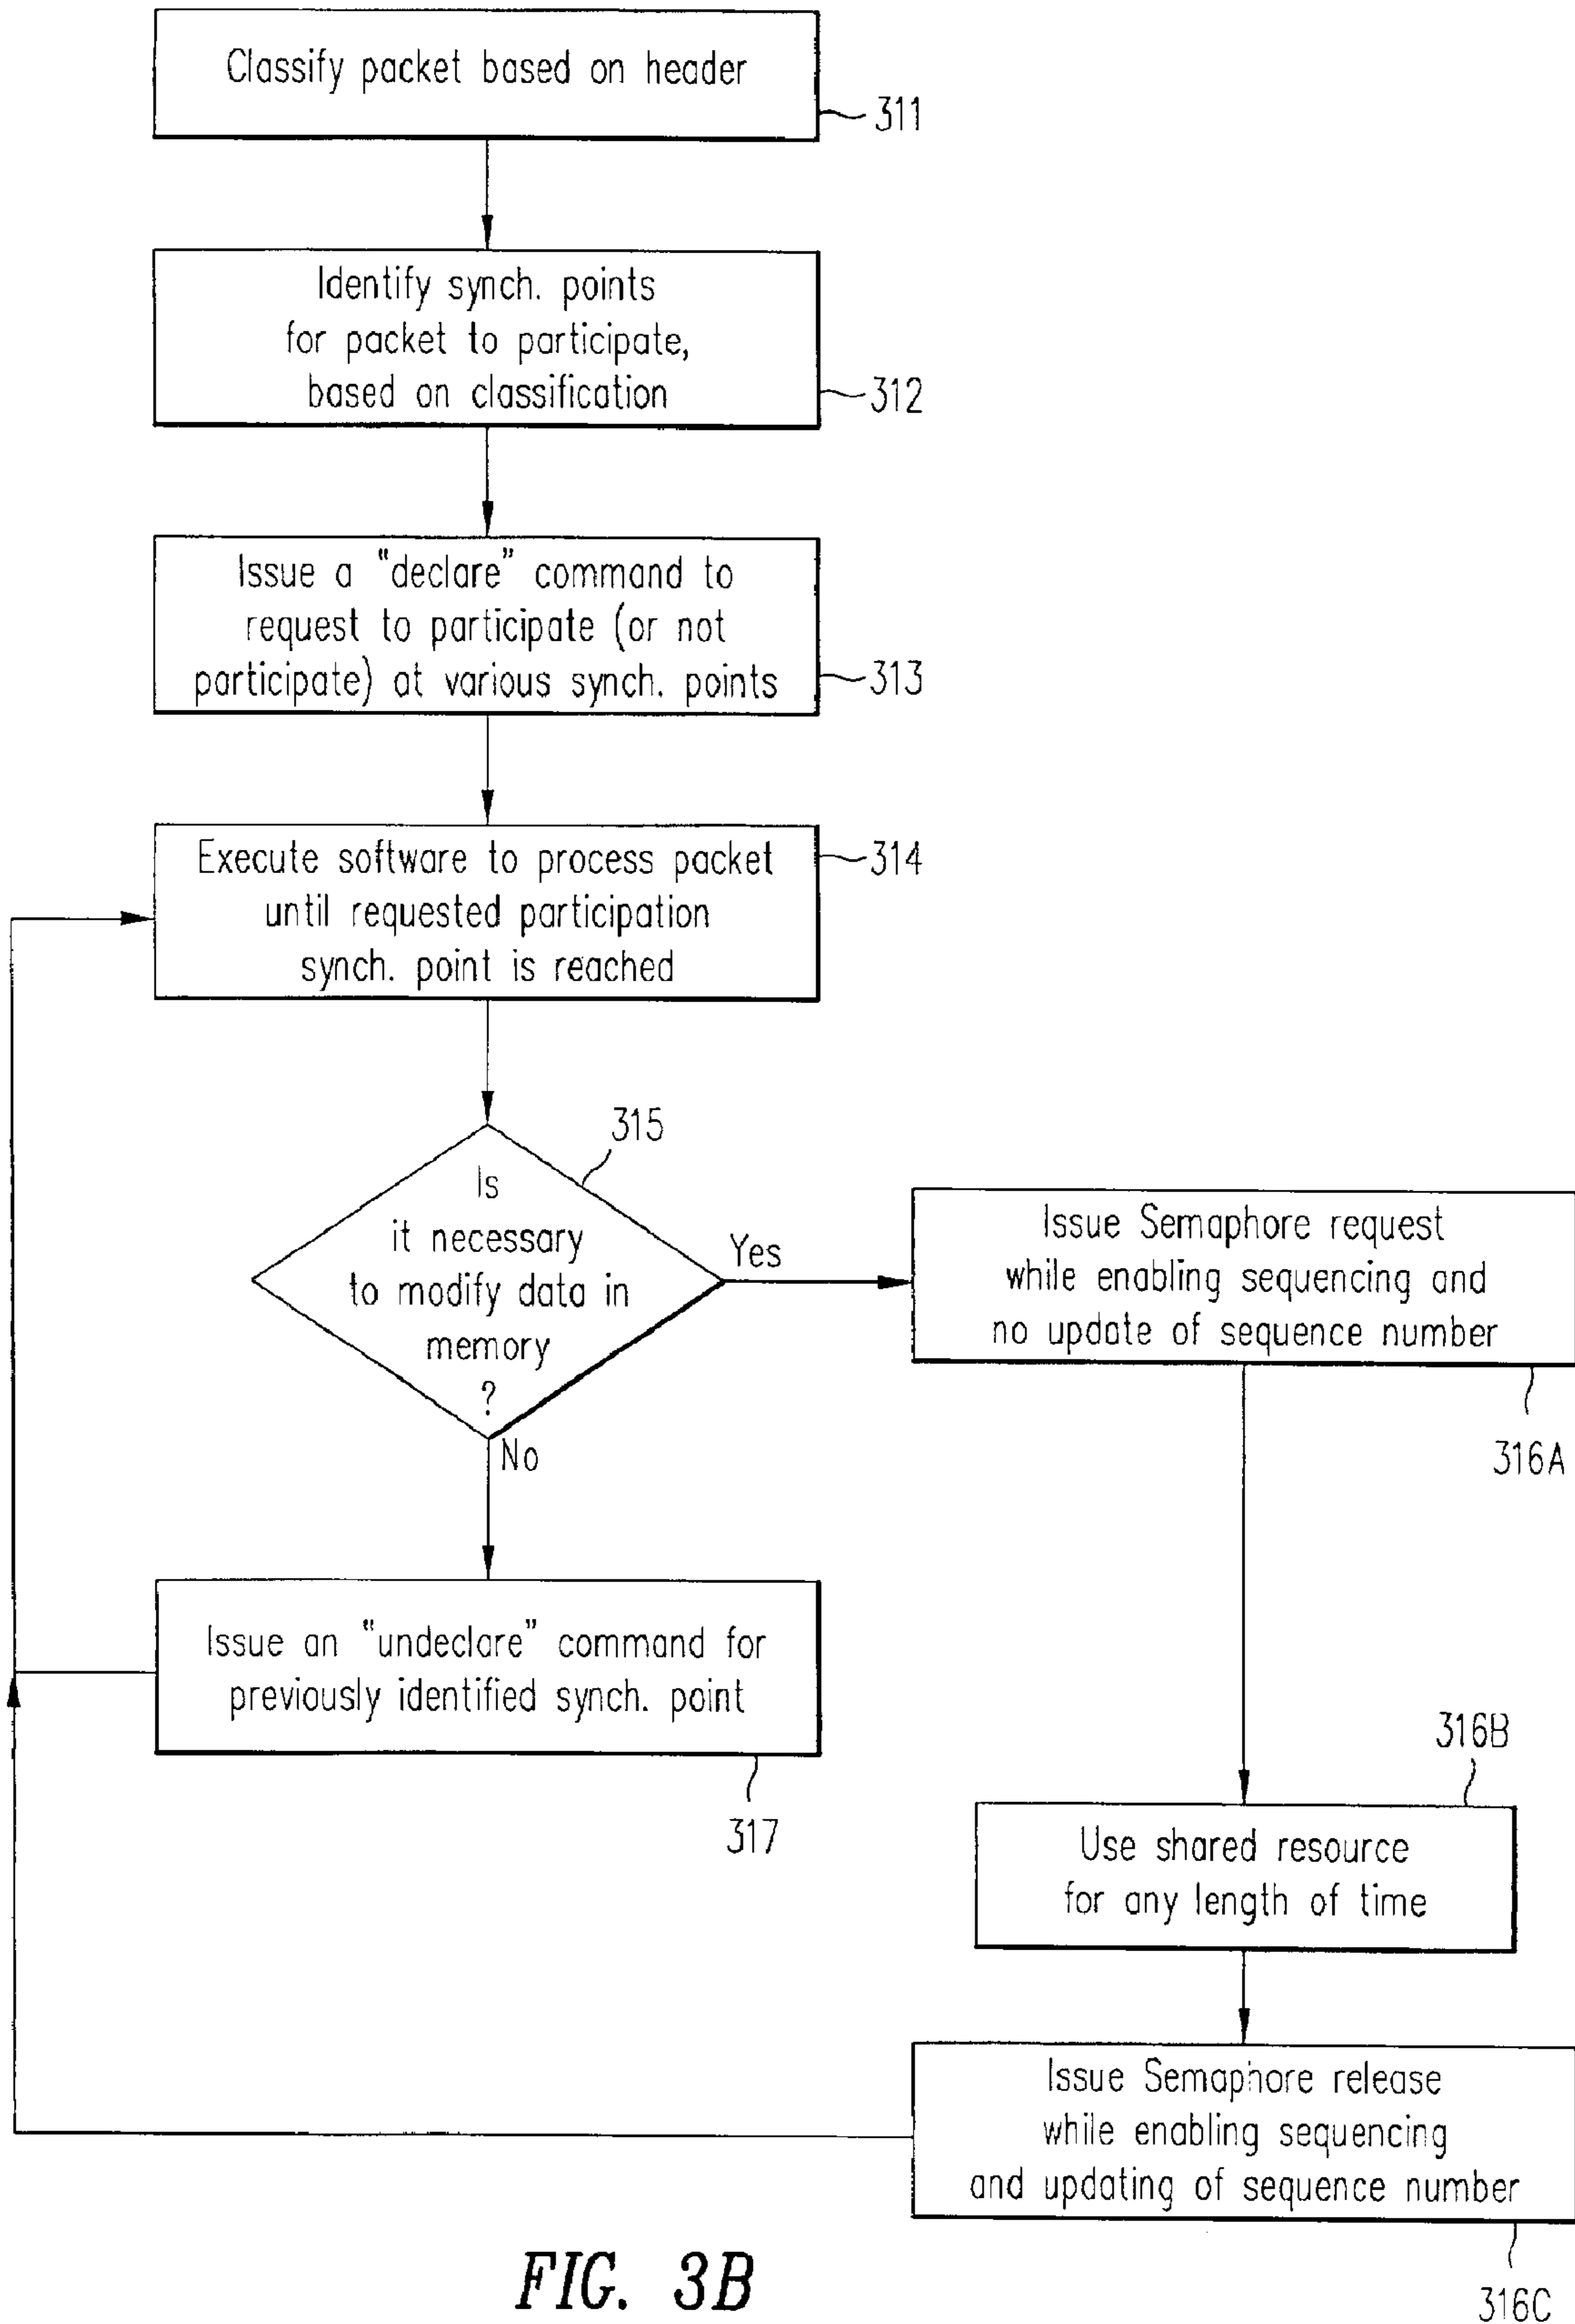 Classify packet based on header
311
Identify synch. points
for packet to participate,
based on classification
312
Issue a "declare" command to
request to participate (or not
participate) at various synch. points
313
Execute software to process packet
until requested participation
synch. point is reached
314
315
Is
it necessary
to modify data in
memory
?
Yes
No
Issue Semaphore request
while enabling sequencing and
no update of sequence number
316A
Issue an "undeclare" command for
previously identified synch. point
317
316B
Use shared resource
for any length of time
Issue Semaphore release
while enabling sequencing
and updating of sequence number
316C
FIG. 3B